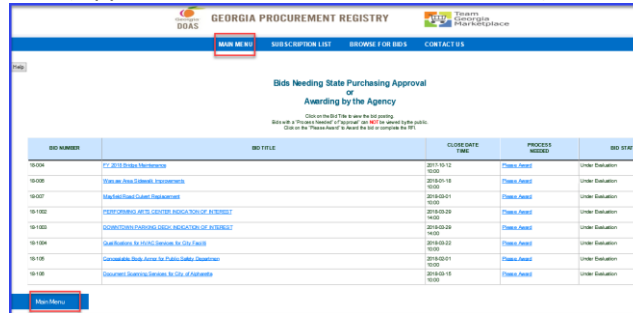 Georgia
DOAS
GEORGIA PROCUREMENT REGISTRY
Team
Georgia
Marketplace
MAIN MENU SUBSCRIPTION LIST BROWSE FOR BIDS CONTACT US
Help
Bids Needing State Purchasing Approval
or
Awarding by the Agency
Click on the Bid Title to view the bid posting.
Bids with a "Process Needed" of "approval" can NOT be viewed by the public.
Click on the "Please Award" to Award the bid or complete the RFI.
BID NUMBER BID TITLE CLOSE DATE TIME PROCESS NEEDED BID STAT
18-004 FY 2018 Bridge Maintenance 2017-10-12 10:00 Please Award Under Evaluation
18-006 Warsaw Area Sidewalk Improvements 2018-01-18 10:00 Please Award Under Evaluation
18-007 Mayfield Road Culvert Replacement 2018-03-01 10:00 Please Award Under Evaluation
18-1002 PERFORMING ARTS CENTER INDICATION OF INTEREST 2018-03-28 14:00 Please Award Under Evaluation
18-1003 DOWNTOWN PARKING DECK INDICATION OF INTEREST 2018-03-29 14:00 Please Award Under Evaluation
18-1004 Qualifications for HVAC Services for City Faciliti 2018-03-22 10:00 Please Award Under Evaluation
18-105 Concealable Body Armor for Public Safety Departmen 2018-02-01 10:00 Please Award Under Evaluation
18-108 Document Scanning Services for City of Alpharetta 2018-03-15 10:00 Please Award Under Evaluation
Main Menu